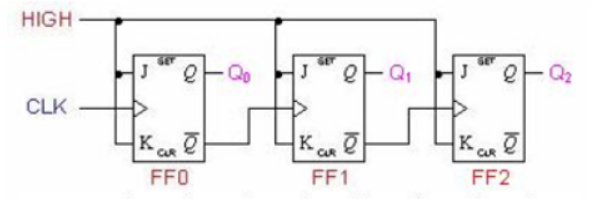 HIGH
J SET Q Q0 J SET Q Q1 J SET Q Q2
CLK
K CLR Q̅ K CLR Q̅ K CLR Q̅
FF0 FF1 FF2